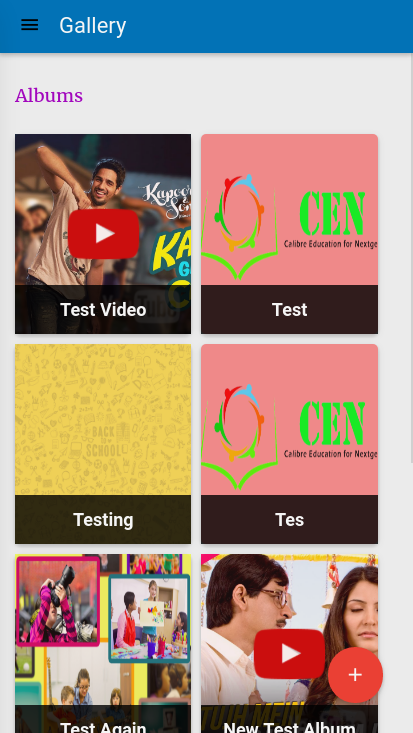 Gallery
Albums
Kapoor
& Sons
KA
Test Video
CEN
Calibre Education for Nextge
Test
BACK
SCHOOL
Testing
CEN
Calibre Education for Nextge
Tes
Test Again
New Test Album